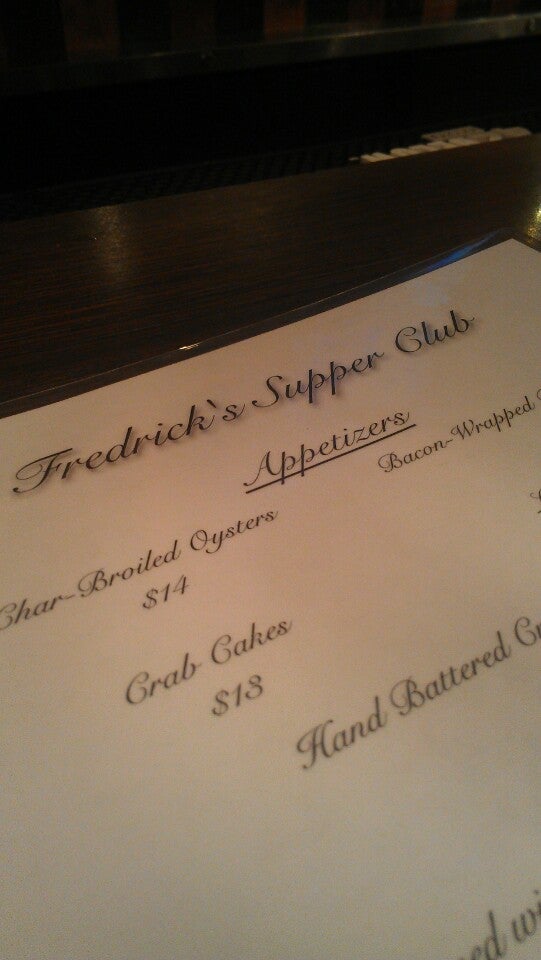 Fredrick`s Supper Club
Appetizers
Char-Broiled Oysters
$14
Bacon-Wrapped
Crab Cakes
$13
Hand Battered